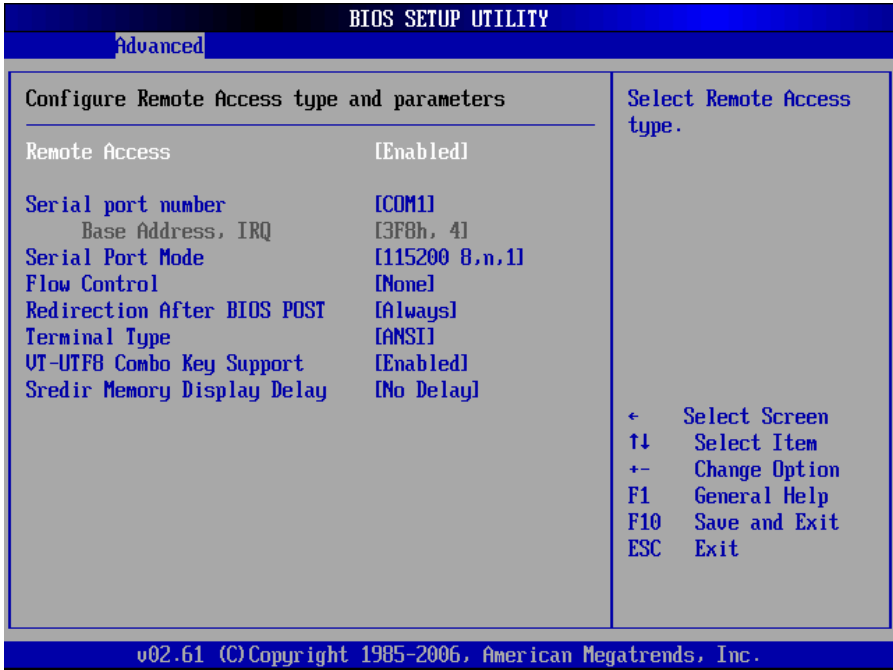 BIOS SETUP UTILITY
Advanced
Configure Remote Access type and parameters
Remote Access [Enabled]
Serial port number [COM1]
Base Address, IRQ [3F8h, 4]
Serial Port Mode [115200 8,n,1]
Flow Control [None]
Redirection After BIOS POST [Always]
Terminal Type [ANSI]
VT-UTF8 Combo Key Support [Enabled]
Sredir Memory Display Delay [No Delay]
Select Remote Access
type.
← Select Screen
↑↓ Select Item
+- Change Option
F1 General Help
F10 Save and Exit
ESC Exit
v02.61 (C)Copyright 1985-2006, American Megatrends, Inc.